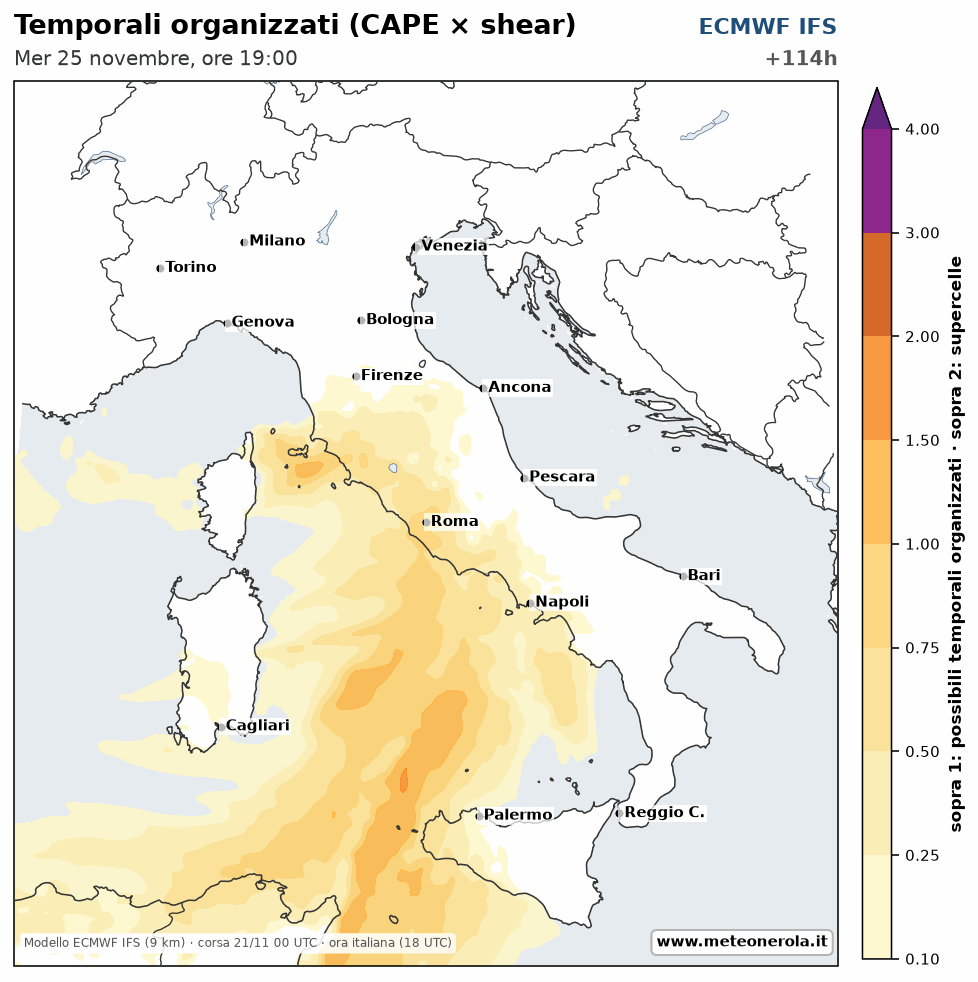 Temporali organizzati (CAPE × shear)
ECMWF IFS
Mer 25 novembre, ore 19:00
+114h
Milano
Venezia
Torino
Genova
Bologna
Firenze
Ancona
Pescara
Roma
Bari
Napoli
Cagliari
Palermo
Reggio C.
4.00
3.00
2.00
1.50
1.00
0.75
0.50
0.25
0.10
sopra 1: possibili temporali organizzati · sopra 2: supercelle
Modello ECMWF IFS (9 km) · corsa 21/11 00 UTC · ora italiana (18 UTC)
www.meteonerola.it